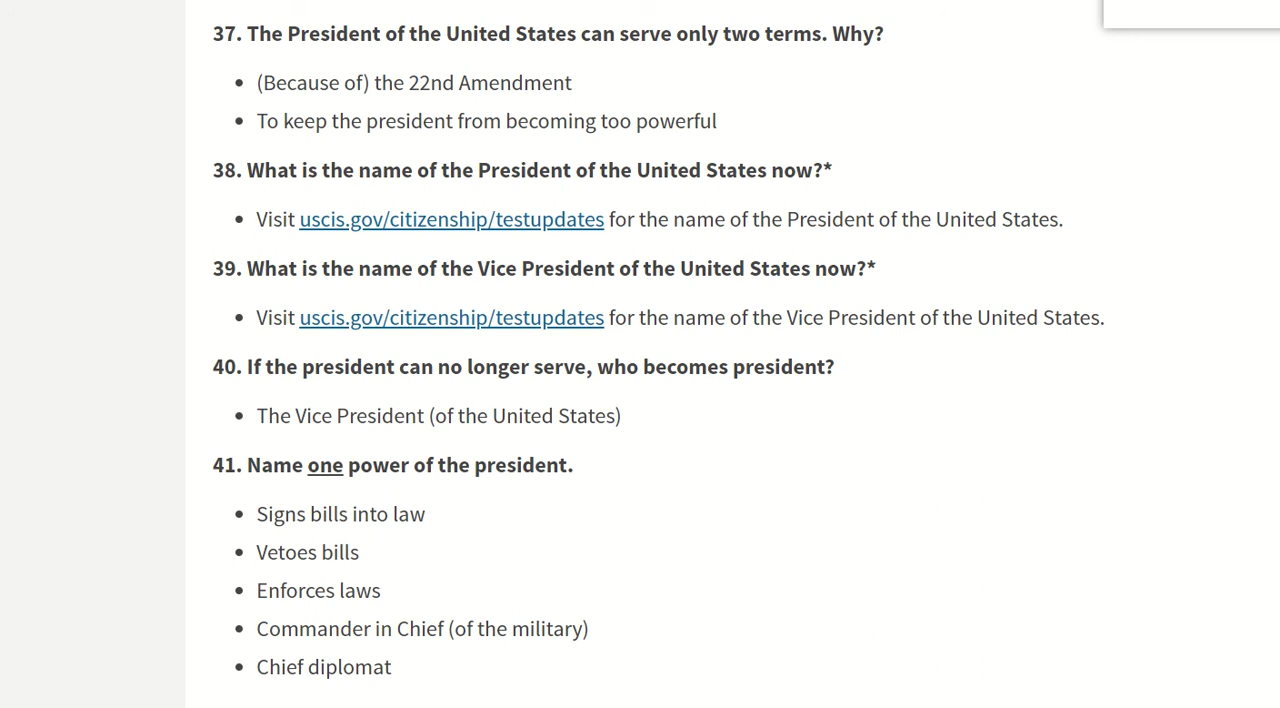 37. The President of the United States can serve only two terms. Why?
• (Because of) the 22nd Amendment
• To keep the president from becoming too powerful
38. What is the name of the President of the United States now?*
• Visit uscis.gov/citizenship/testupdates for the name of the President of the United States.
39. What is the name of the Vice President of the United States now?*
• Visit uscis.gov/citizenship/testupdates for the name of the Vice President of the United States.
40. If the president can no longer serve, who becomes president?
• The Vice President (of the United States)
41. Name one power of the president.
• Signs bills into law
• Vetoes bills
• Enforces laws
• Commander in Chief (of the military)
• Chief diplomat